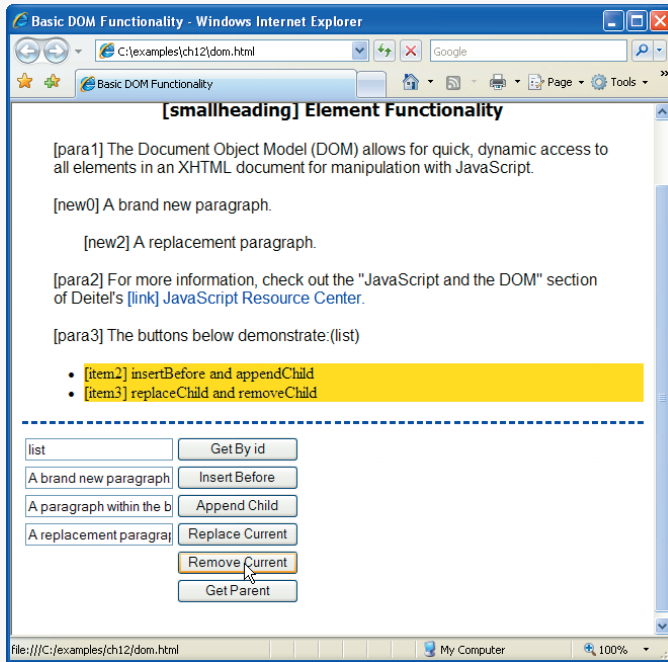 Basic DOM Functionality - Windows Internet Explorer
C:\examples\ch12\dom.html
Google
Basic DOM Functionality
Page
Tools
»
[smallheading] Element Functionality
[para1] The Document Object Model (DOM) allows for quick, dynamic access to
all elements in an XHTML document for manipulation with JavaScript.
[new0] A brand new paragraph.
[new2] A replacement paragraph.
[para2] For more information, check out the "JavaScript and the DOM" section
of Deitel's [link] JavaScript Resource Center.
[para3] The buttons below demonstrate:(list)
• [item2] insertBefore and appendChild
• [item3] replaceChild and removeChild
list
Get By id
A brand new paragraph
Insert Before
A paragraph within the b
Append Child
A replacement paragra
Replace Current
Remove Current
Get Parent
file:///C:/examples/ch12/dom.html
My Computer
100%